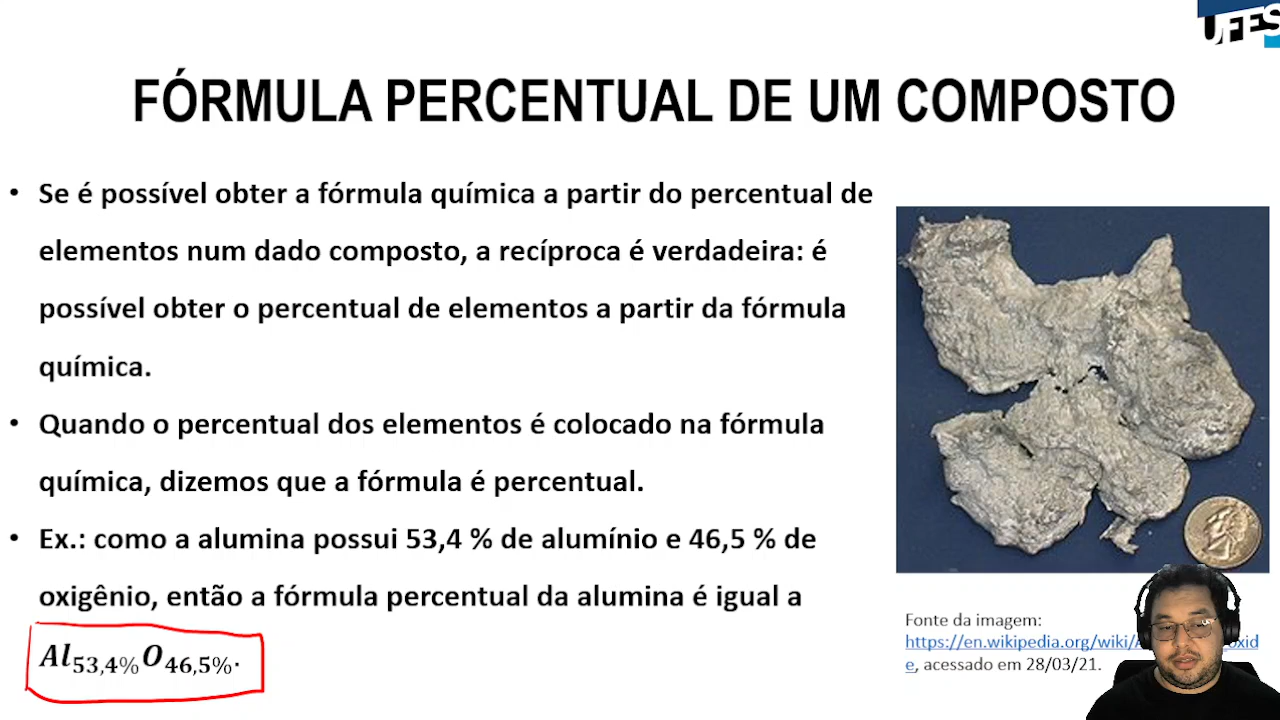 UFES
FÓRMULA PERCENTUAL DE UM COMPOSTO
• Se é possível obter a fórmula química a partir do percentual de
elementos num dado composto, a recíproca é verdadeira: é
possível obter o percentual de elementos a partir da fórmula
química.
• Quando o percentual dos elementos é colocado na fórmula
química, dizemos que a fórmula é percentual.
• Ex.: como a alumina possui 53,4 % de alumínio e 46,5 % de
oxigênio, então a fórmula percentual da alumina é igual a
Al53,4%O46,5%.
Fonte da imagem:
https://en.wikipedia.org/wiki/A oxid
e, acessado em 28/03/21.